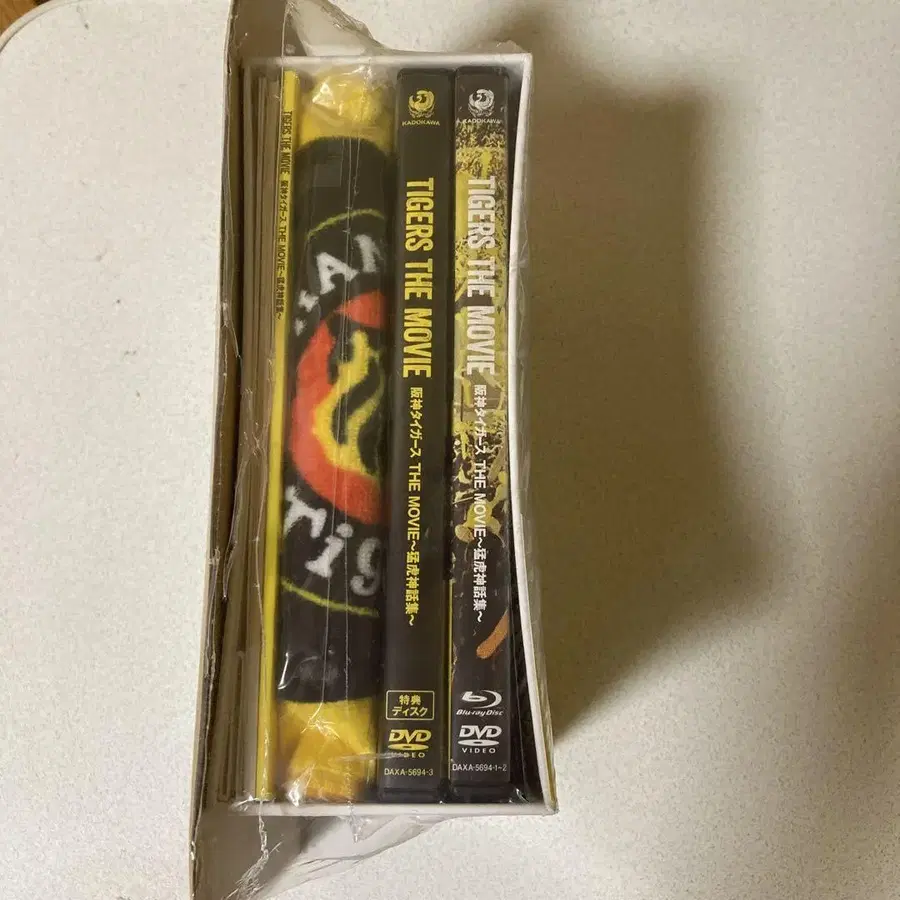 TIGERS THE MOVIE 阪神タイガース THE MOVIE~猛虎神話集~
HAN
Tig
KADOKAWA
TIGERS THE MOVIE
阪神タイガース THE MOVIE~猛虎神話集~
特典
ディスク
DVD
VIDEO
DAXA-5694-3
KADOKAWA
TIGERS THE MOVIE
阪神タイガース THE MOVIE~猛虎神話集~
Blu-ray Disc
DVD
VIDEO
DAXA-5694-1~2